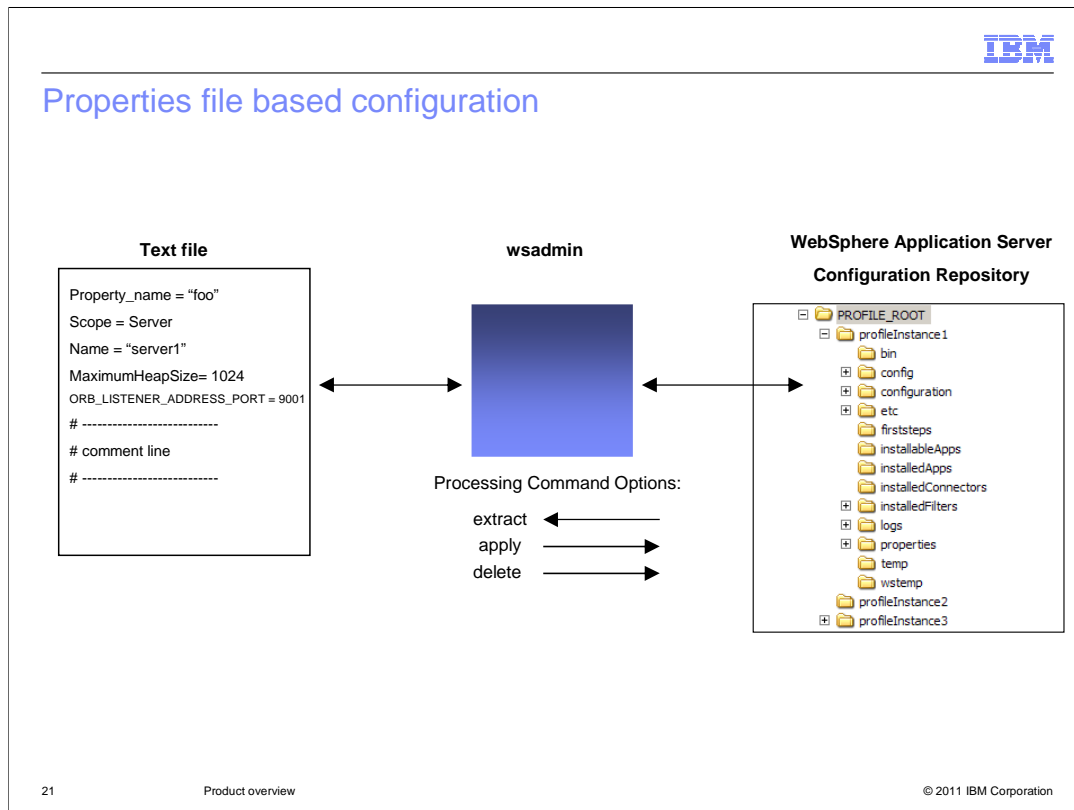 IBM
Properties file based configuration
Text file
Property_name = “foo”
Scope = Server
Name = “server1”
MaximumHeapSize= 1024
ORB_LISTENER_ADDRESS_PORT = 9001
# ---------------------------
# comment line
# ---------------------------
wsadmin
Processing Command Options:
extract
apply
delete
WebSphere Application Server
Configuration Repository
PROFILE_ROOT
profileInstance1
bin
config
configuration
etc
firststeps
installableApps
installedApps
installedConnectors
installedFilters
logs
properties
temp
wstemp
profileInstance2
profileInstance3
21 Product overview © 2011 IBM Corporation